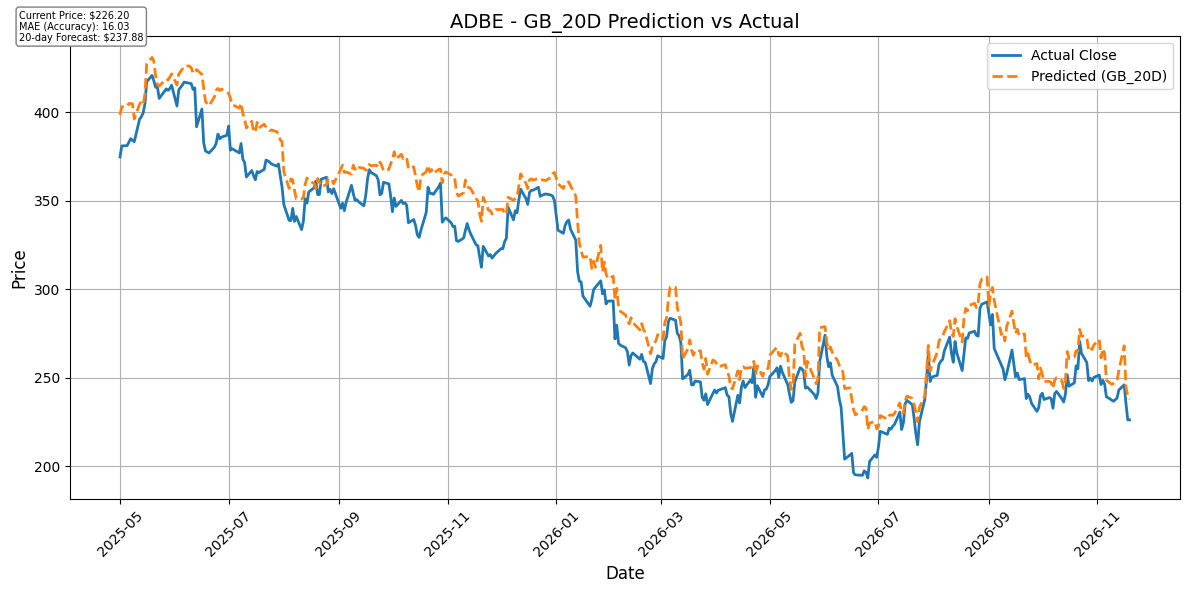 ADBE - GB_20D Prediction vs Actual
Current Price: $226.20
MAE (Accuracy): 16.03
20-day Forecast: $237.88
Actual Close
Predicted (GB_20D)
Price
400
350
300
250
200
2025-05
2025-07
2025-09
2025-11
2026-01
2026-03
2026-05
2026-07
2026-09
2026-11
Date